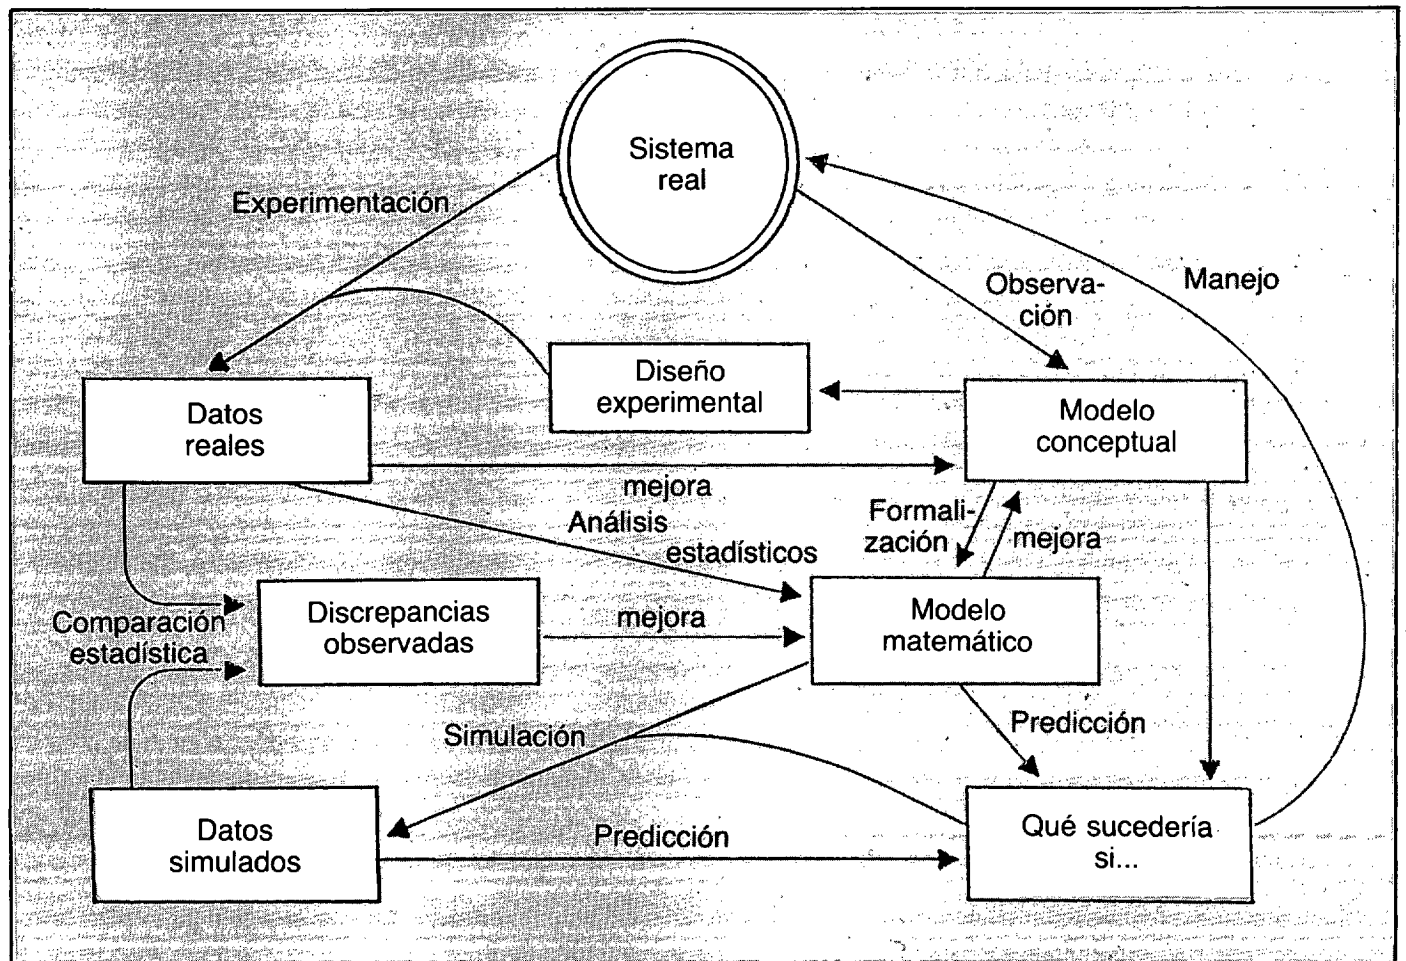 Sistema
real
Experimentación
Observa-
ción
Manejo
Diseño
experimental
Datos
reales
Modelo
conceptual
mejora
Análisis
estadísticos
Formali-
zación
mejora
Comparación
estadística
Discrepancias
observadas
mejora
Modelo
matemático
Simulación
Predicción
Datos
simulados
Predicción
Qué sucedería
si...